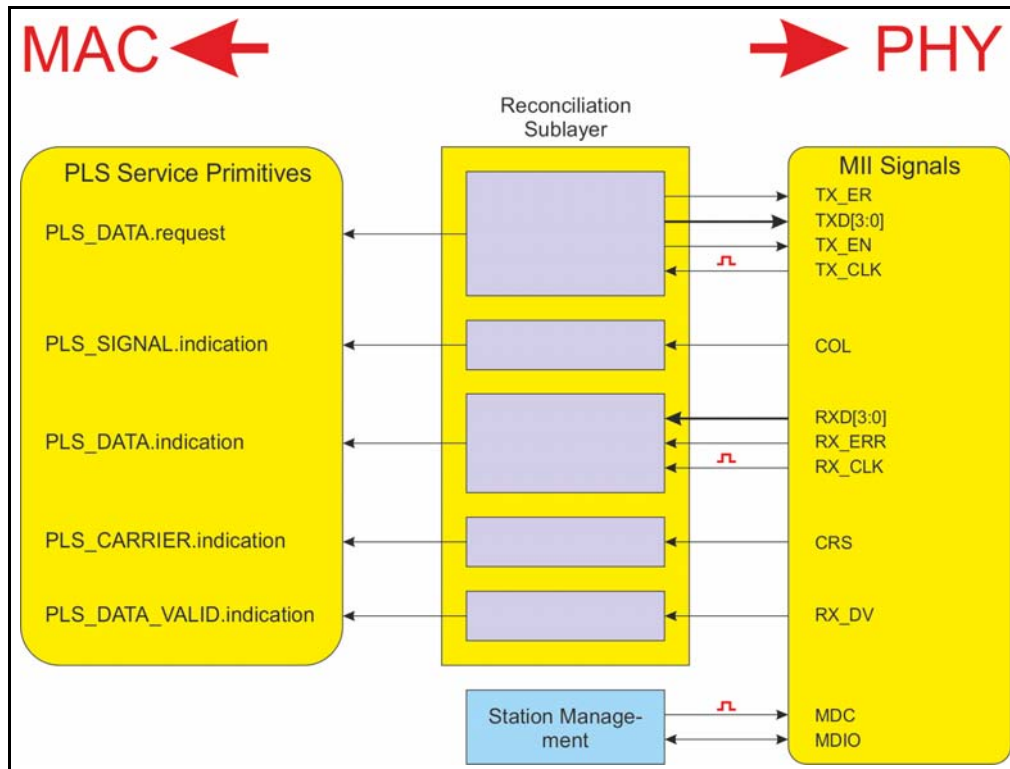 MAC
PHY
Reconciliation
Sublayer
PLS Service Primitives
PLS_DATA.request
PLS_SIGNAL.indication
PLS_DATA.indication
PLS_CARRIER.indication
PLS_DATA_VALID.indication
MII Signals
TX_ER
TXD[3:0]
TX_EN
TX_CLK
COL
RXD[3:0]
RX_ERR
RX_CLK
CRS
RX_DV
MDC
MDIO
Station Manage-
ment